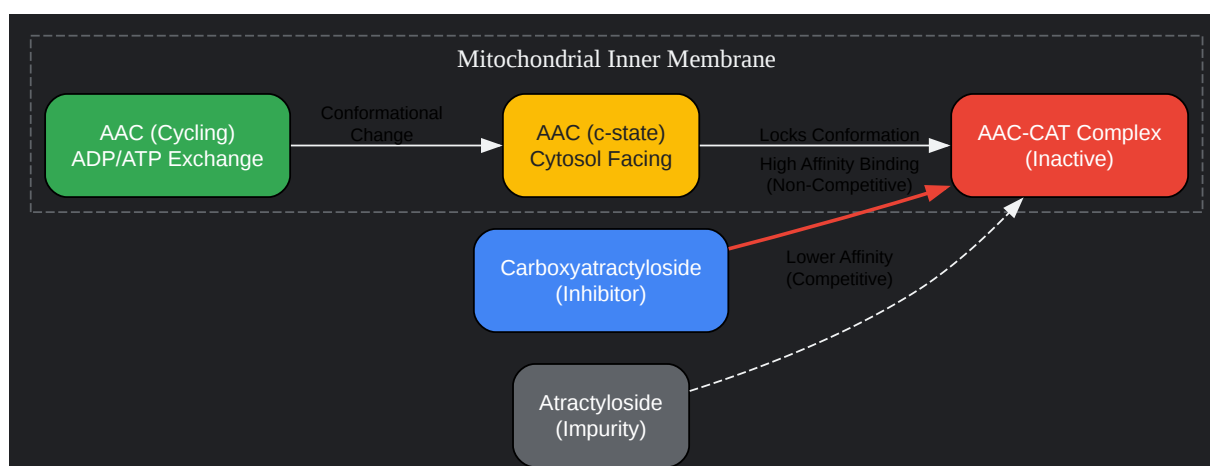 Mitochondrial Inner Membrane
AAC (Cycling)
ADP/ATP Exchange
Conformational
Change
AAC (c-state)
Cytosol Facing
Locks Conformation
High Affinity Binding
(Non-Competitive)
AAC-CAT Complex
(Inactive)
Carboxyatractyloside
(Inhibitor)
Lower Affinity
(Competitive)
Atractyloside
(Impurity)